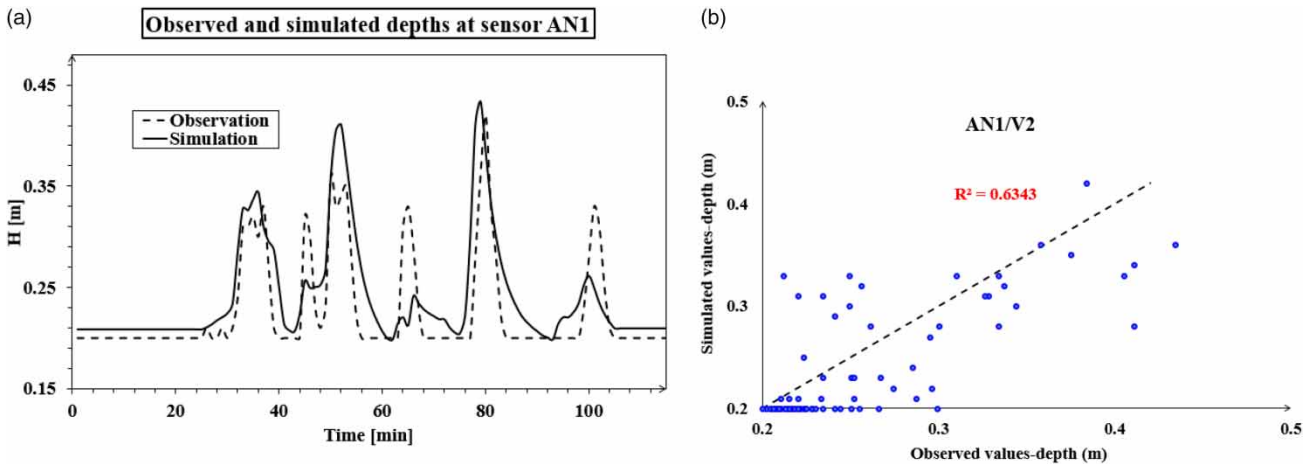 (a)
Observed and simulated depths at sensor AN1
0.45
0.35
0.25
0.15
H [m]
Observation
Simulation
0 20 40 60 80 100
Time [min]
(b)
0.5
0.4
0.3
0.2
Simulated values-depth (m)
AN1/V2
R² = 0.6343
0.2 0.3 0.4 0.5
Observed values-depth (m)